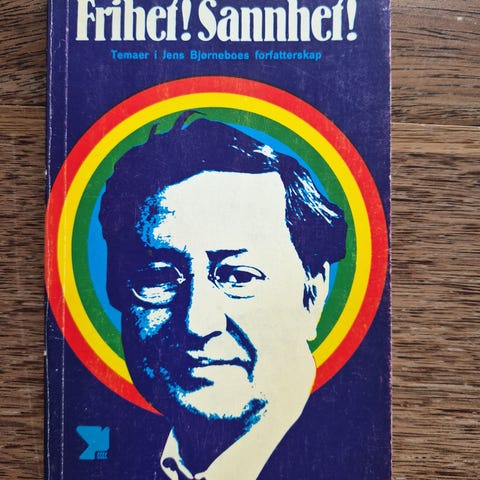 Frihet! Sannhet!
Temaer i Jens Bjørneboes forfatterskap